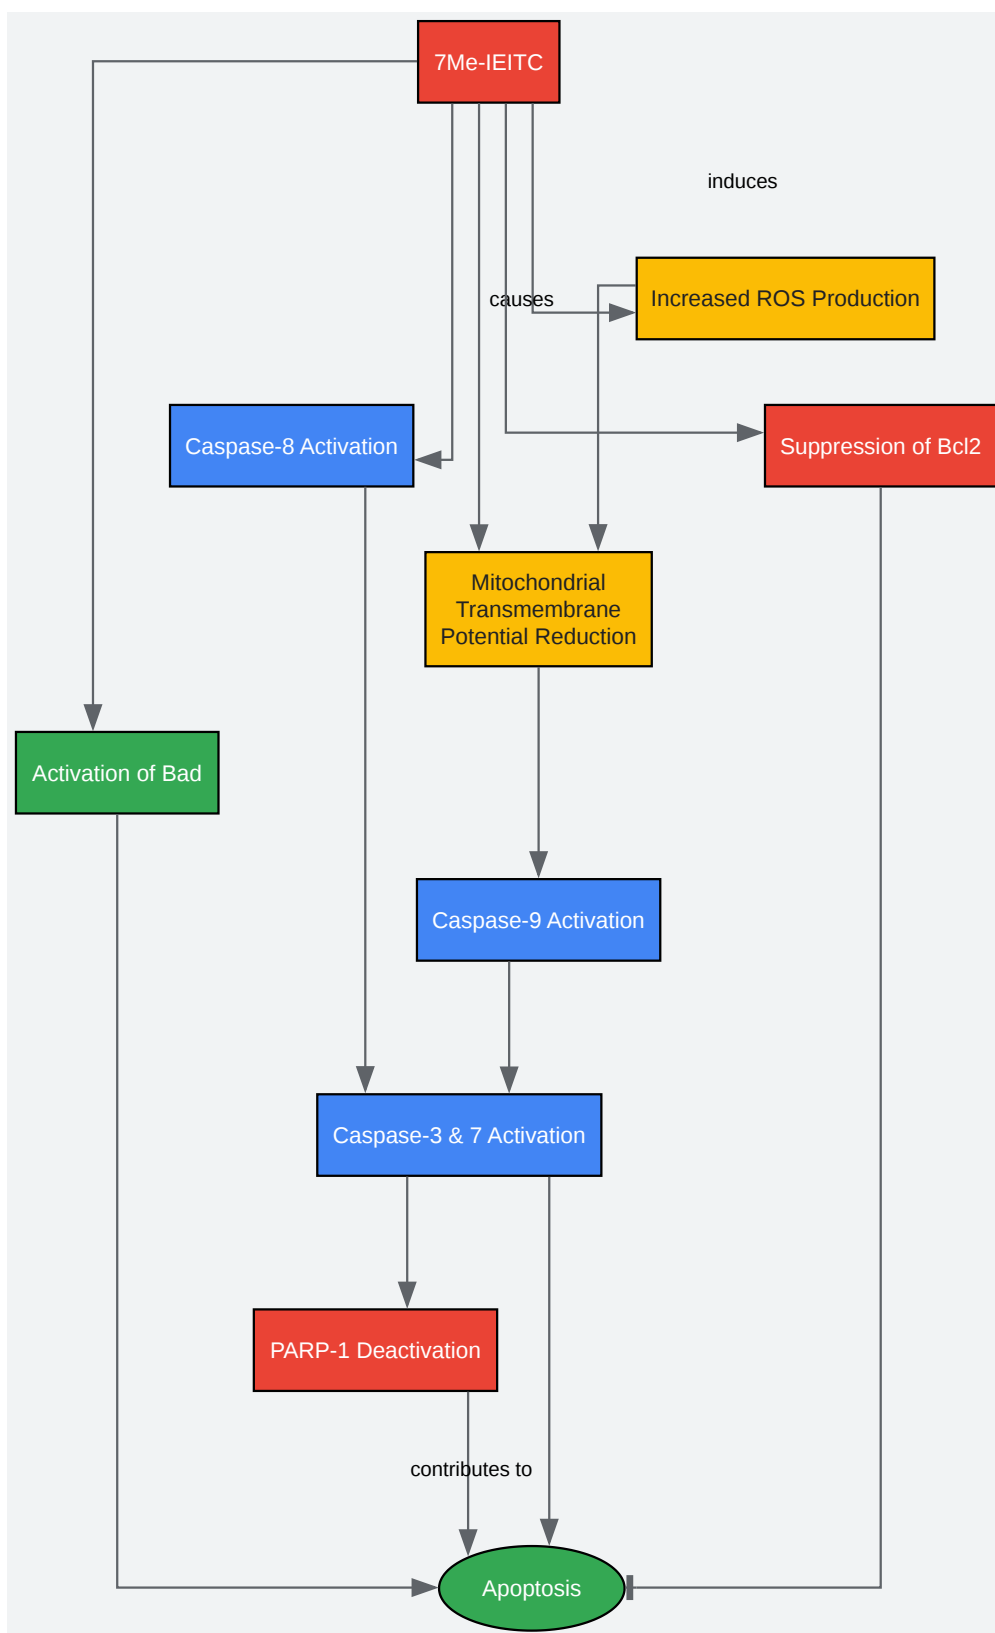 7Me-IEITC
induces
causes
Increased ROS Production
Caspase-8 Activation
Suppression of Bcl2
Mitochondrial
Transmembrane
Potential Reduction
Activation of Bad
Caspase-9 Activation
Caspase-3 & 7 Activation
PARP-1 Deactivation
contributes to
Apoptosis